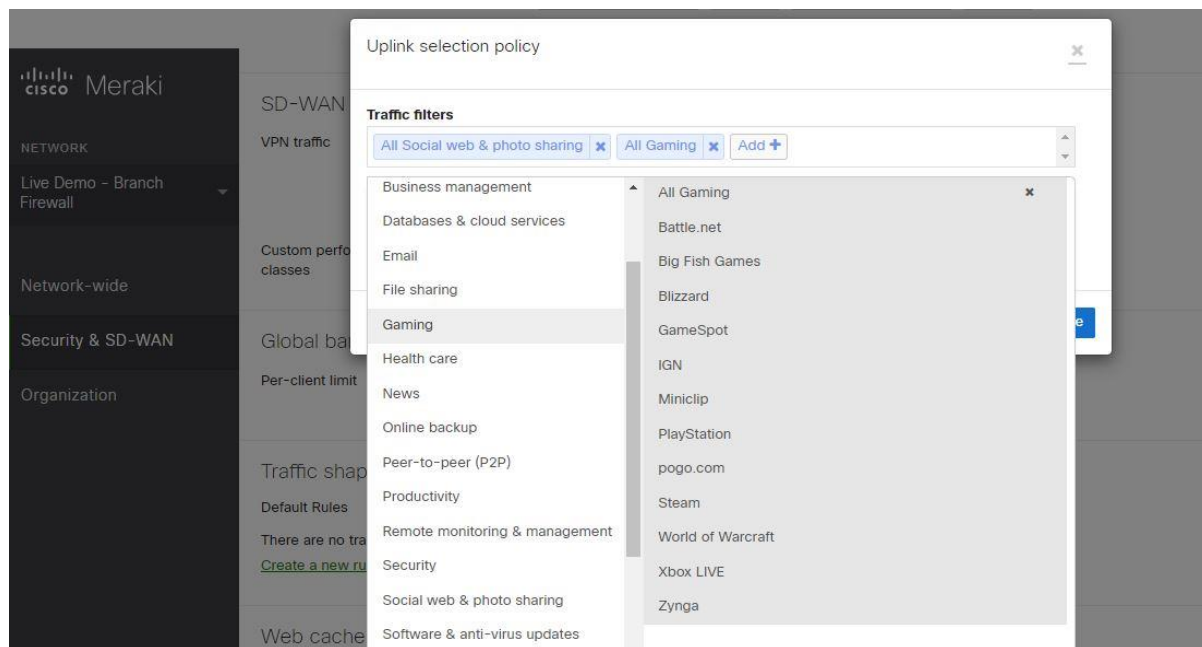 Uplink selection policy
cisco Meraki
SD-WAN
Traffic filters
NETWORK
VPN traffic
All Social web & photo sharing
All Gaming
Add +
Live Demo - Branch
Firewall
Business management
All Gaming
Databases & cloud services
Battle.net
Custom
classes
Email
Big Fish Games
Network-wide
File sharing
Blizzard
Gaming
GameSpot
Security & SD-WAN
Global
Health care
IGN
Per-client limit
News
Miniclip
Organization
Online backup
PlayStation
Peer-to-peer (P2P)
pogo.com
Traffic
Productivity
Steam
Default Rules
Remote monitoring & management
World of Warcraft
There are no
Create a new
Security
Xbox LIVE
Social web & photo sharing
Zynga
Web cache
Software & anti-virus updates